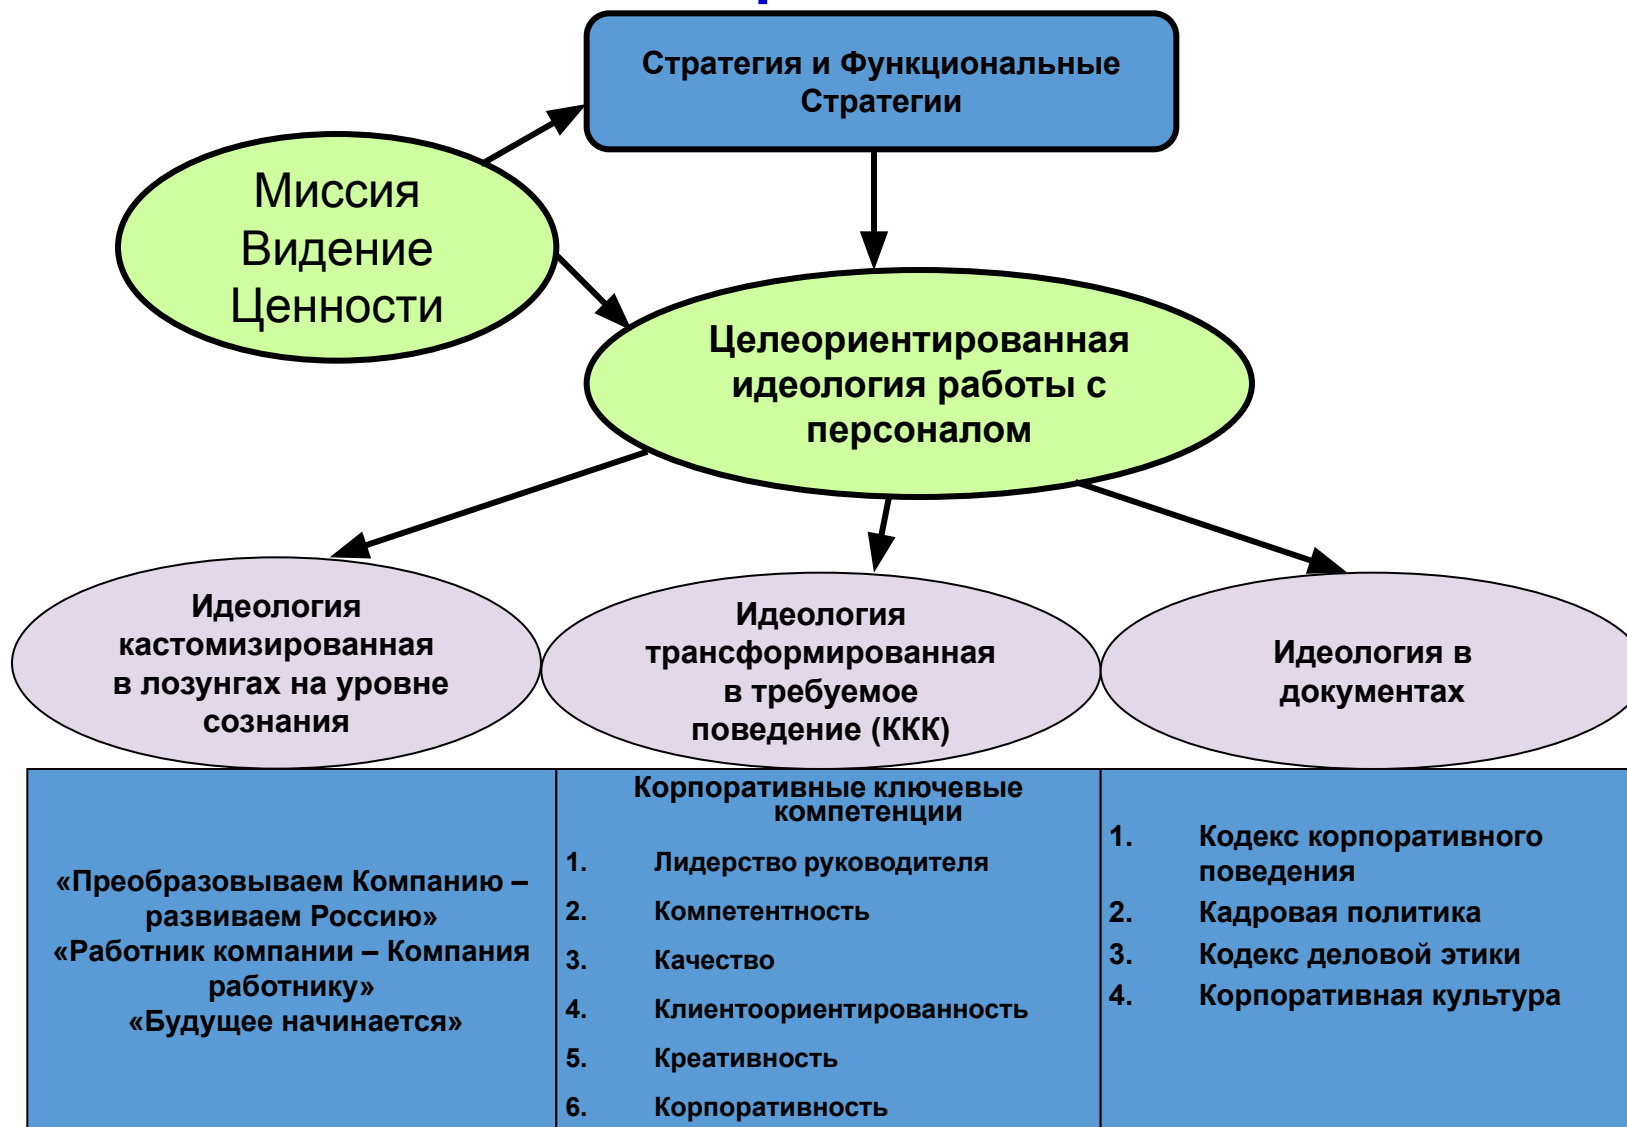 Стратегия и Функциональные
Стратегии
Миссия
Видение
Ценности
Целеориентированная
идеология работы с
персоналом
Идеология
кастомизированная
в лозунгах на уровне
сознания
Идеология
трансформированная
в требуемое
поведение (ККК)
Идеология в
документах
«Преобразовываем Компанию –
развиваем Россию»
«Работник компании – Компания
работнику»
«Будущее начинается»
Корпоративные ключевые
компетенции
1. Лидерство руководителя
2. Компетентность
3. Качество
4. Клиентоориентированность
5. Креативность
6. Корпоративность
1. Кодекс корпоративного
поведения
2. Кадровая политика
3. Кодекс деловой этики
4. Корпоративная культура